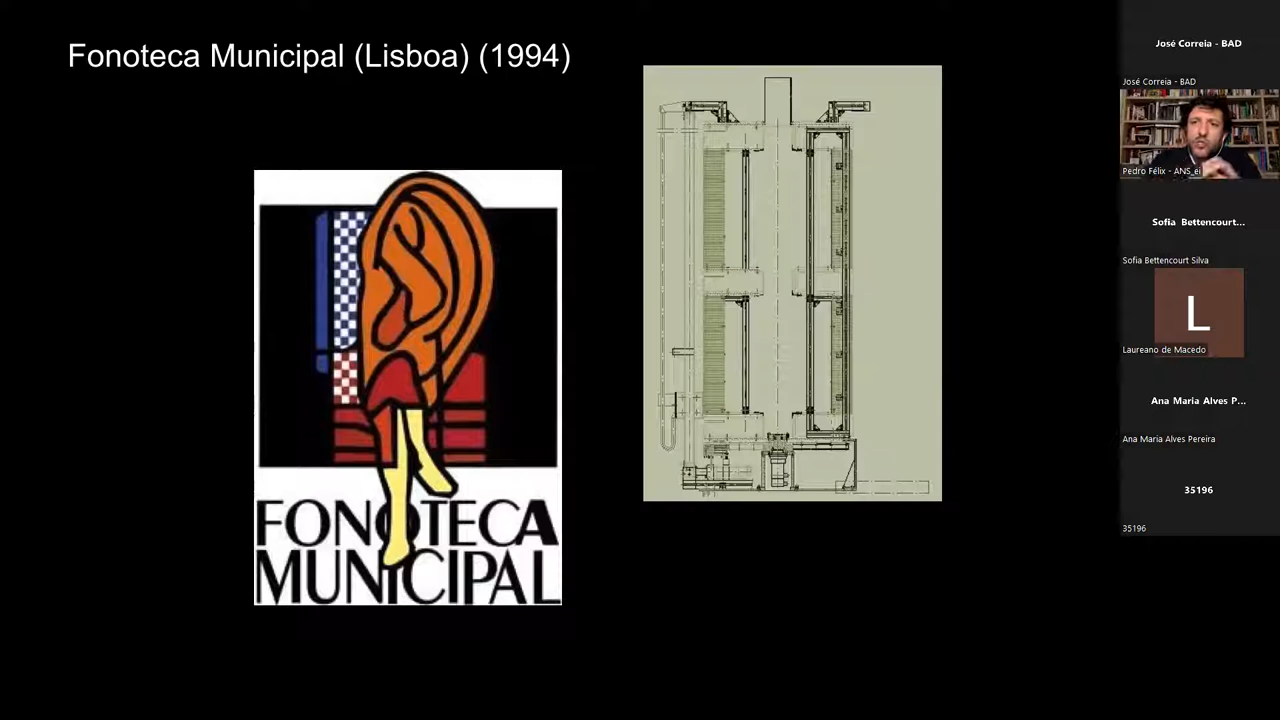 Fonoteca Municipal (Lisboa) (1994)
FONOTECA
MUNICIPAL
José Correia - BAD
José Correia - BAD
Pedro Félix - ANS_ei
Sofia Bettencourt...
Sofia Bettencourt Silva
L
Laureano de Macedo
Ana Maria Alves P...
Ana Maria Alves Pereira
35196
35196